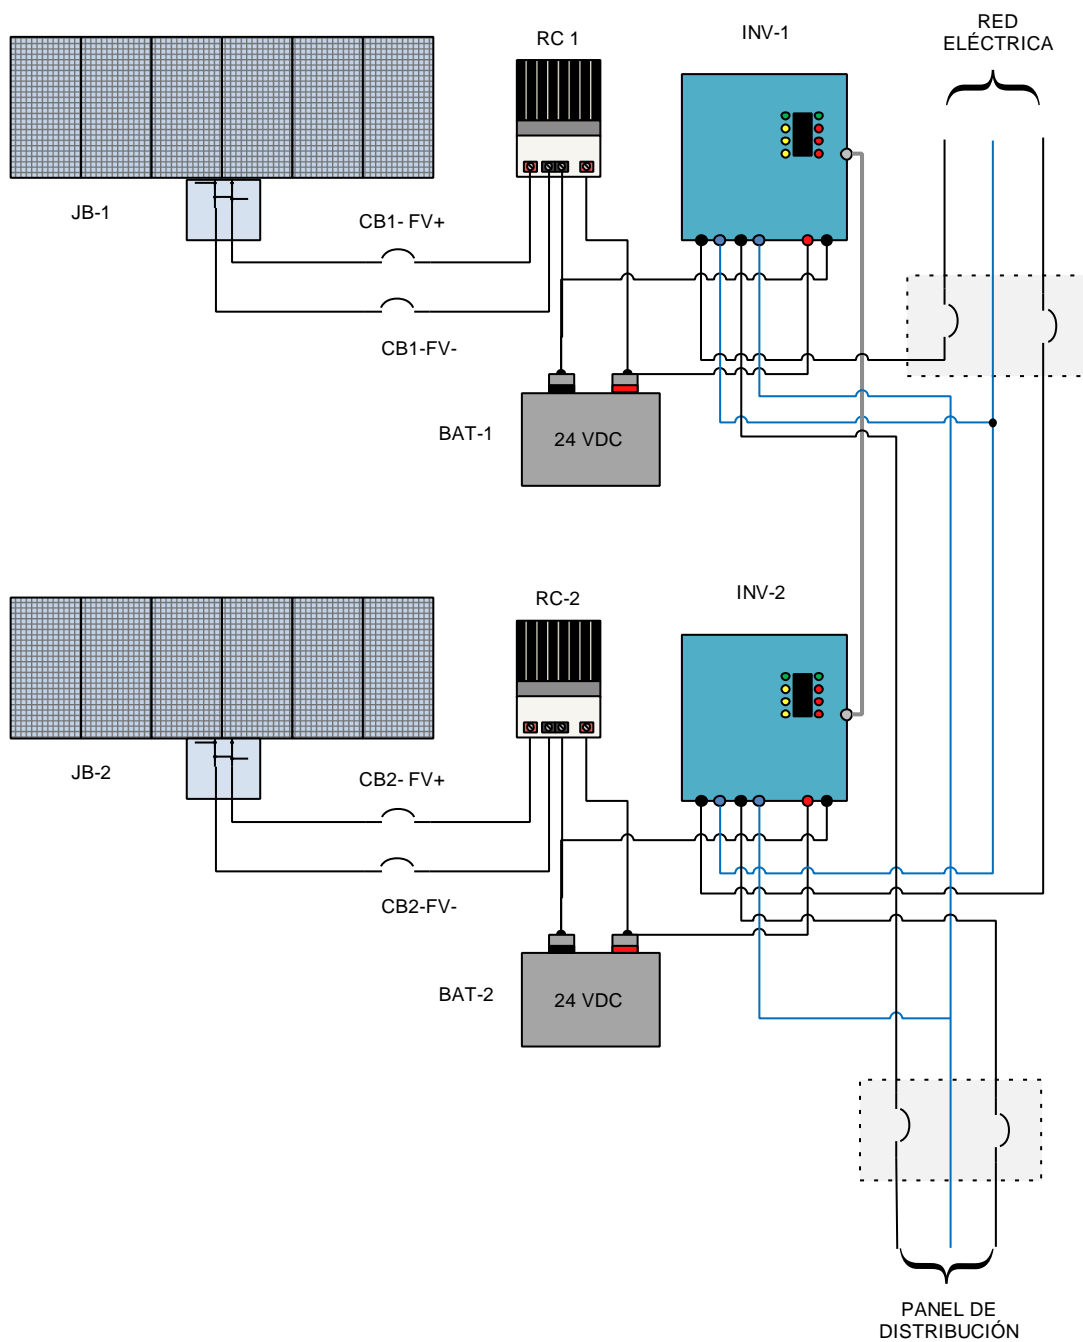 RED
ELÉCTRICA
INV-1
RC 1
JB-1
CB1- FV+
CB1-FV-
BAT-1
24 VDC
RC-2
INV-2
JB-2
CB2- FV+
CB2-FV-
BAT-2
24 VDC
PANEL DE
DISTRIBUCIÓN